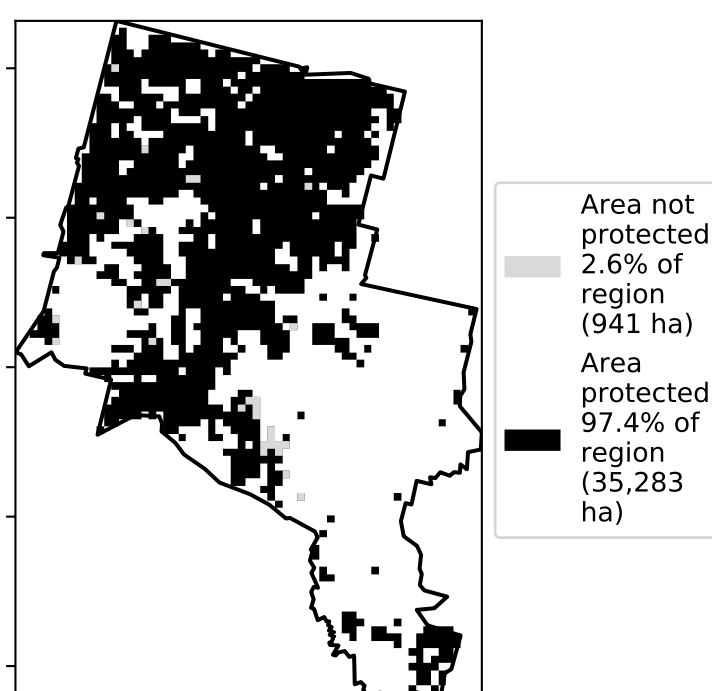 Area not
protected
2.6% of
region
(941 ha)
Area
protected
97.4% of
region
(35,283
ha)